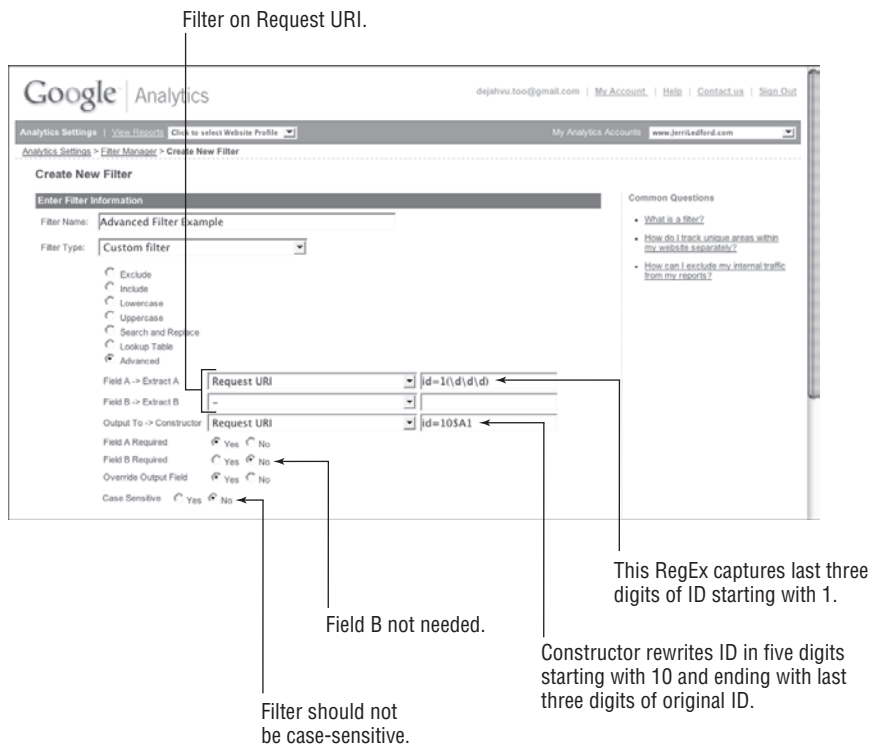 Filter on Request URI.
Google Analytics
dejahvu.too@gmail.com | My Account | Help | Contact us | Sign Out
Analytics Settings | View Reports Click to select Website Profile
My Analytics Accounts www.JerriLedford.com
Analytics Settings > Filter Manager > Create New Filter
Create New Filter
Enter Filter Information
Filter Name: Advanced Filter Example
Filter Type: Custom filter
Exclude
Include
Lowercase
Uppercase
Search and Replace
Lookup Table
Advanced
Field A -> Extract A Request URI id=1(\d\d\d)
Field B -> Extract B -
Output To -> Constructor Request URI id=10$A1
Field A Required Yes No
Field B Required Yes No
Override Output Field Yes No
Case Sensitive Yes No
Common Questions
• What is a filter?
• How do I track unique areas within
my website separately?
• How can I exclude my internal traffic
from my reports?
This RegEx captures last three
digits of ID starting with 1.
Field B not needed.
Constructor rewrites ID in five digits
starting with 10 and ending with last
three digits of original ID.
Filter should not
be case-sensitive.